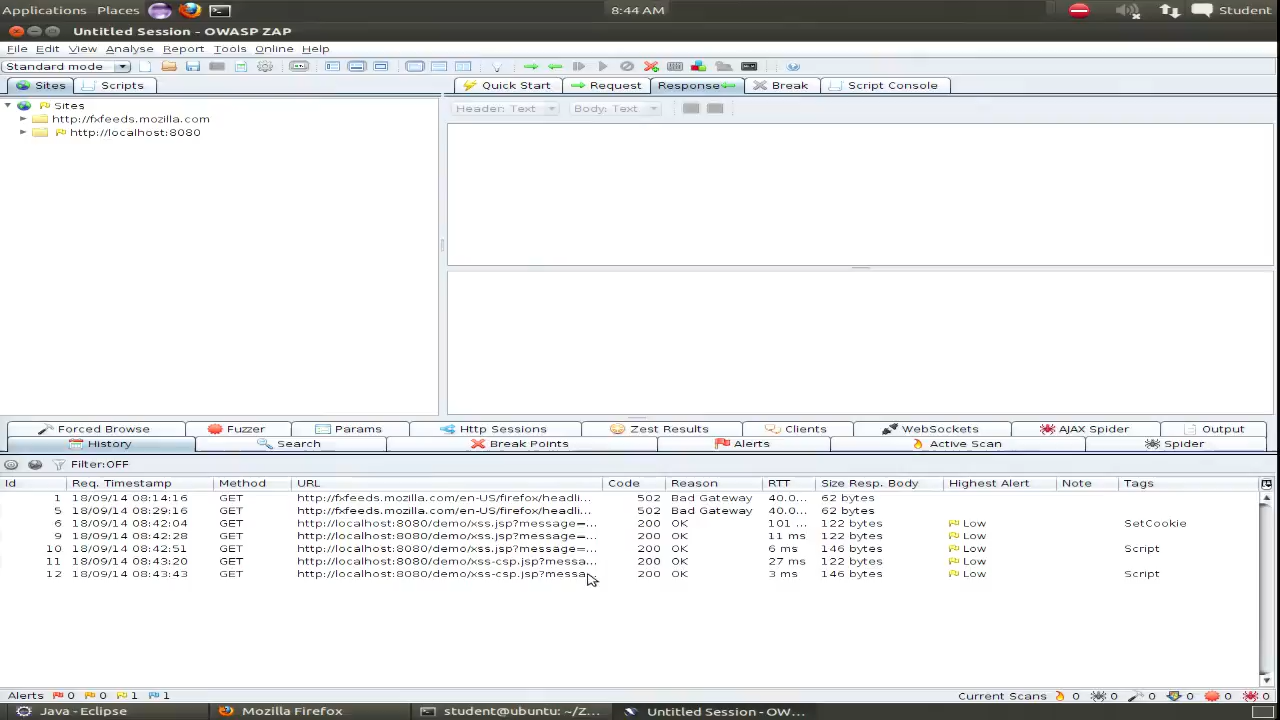 Applications Places 8:44 AM Student
Untitled Session - OWASP ZAP
File Edit View Analyse Report Tools Online Help
Standard mode
Sites Scripts Quick Start Request Response Break Script Console
Header: Text Body: Text
Sites
http://fxfeeds.mozilla.com
http://localhost:8080
Forced Browse Fuzzer Params Http Sessions Zest Results Clients WebSockets AJAX Spider Output
History Search Break Points Alerts Active Scan Spider
Filter:OFF
Id Req. Timestamp Method URL Code Reason RTT Size Resp. Body Highest Alert Note Tags
1 18/09/14 08:14:16 GET http://fxfeeds.mozilla.com/en-US/firefox/headli... 502 Bad Gateway 40.0... 62 bytes
5 18/09/14 08:29:16 GET http://fxfeeds.mozilla.com/en-US/firefox/headli... 502 Bad Gateway 40.0... 62 bytes
6 18/09/14 08:42:04 GET http://localhost:8080/demo/xss.jsp?message=... 200 OK 101 ... 122 bytes Low SetCookie
9 18/09/14 08:42:28 GET http://localhost:8080/demo/xss.jsp?message=... 200 OK 11 ms 122 bytes Low
10 18/09/14 08:42:51 GET http://localhost:8080/demo/xss.jsp?message=... 200 OK 6 ms 146 bytes Low Script
11 18/09/14 08:43:20 GET http://localhost:8080/demo/xss-csp.jsp?messa... 200 OK 27 ms 122 bytes Low
12 18/09/14 08:43:43 GET http://localhost:8080/demo/xss-csp.jsp?messa... 200 OK 3 ms 146 bytes Low Script
Alerts 0 0 1 1 Current Scans 0 0 0 0 0 0
Java - Eclipse Mozilla Firefox student@ubuntu: ~/Z... Untitled Session - OW...